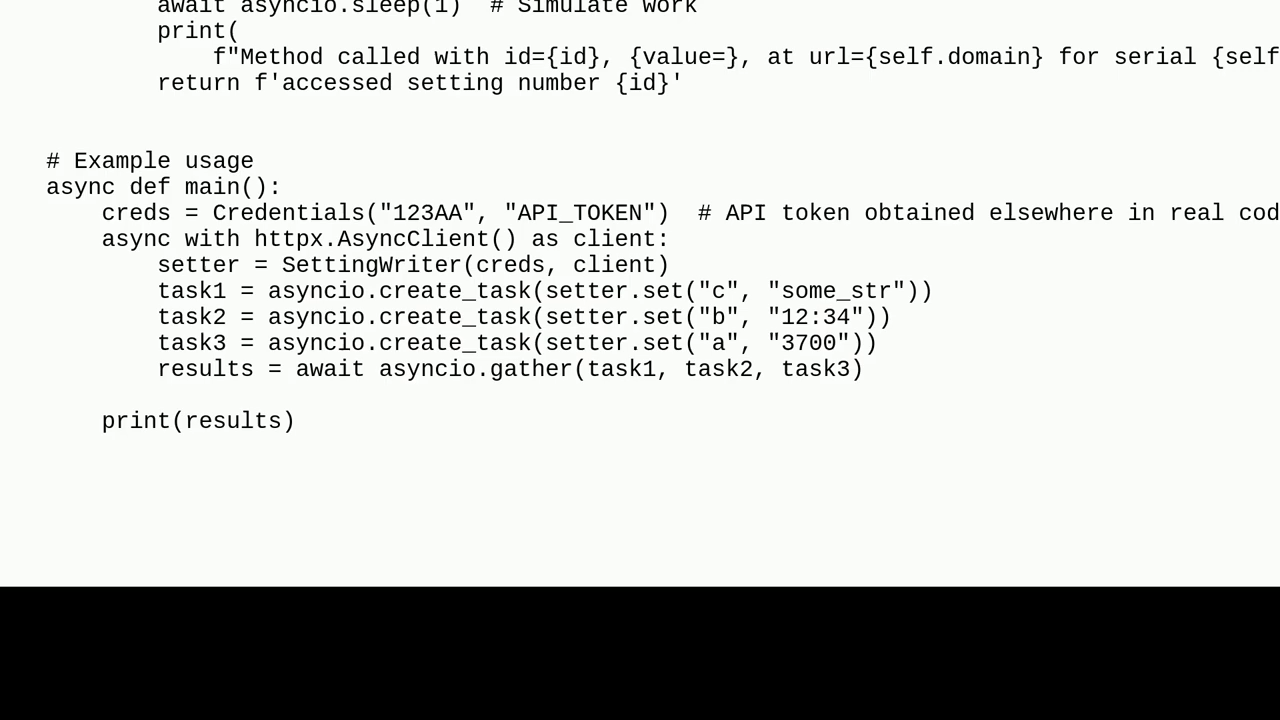 await asyncio.sleep(1)  # Simulate work
print(
f"Method called with id={id}, {value=}, at url={self.domain} for serial {self
return f'accessed setting number {id}'
# Example usage
async def main():
creds = Credentials("123AA", "API_TOKEN")  # API token obtained elsewhere in real cod
async with httpx.AsyncClient() as client:
setter = SettingWriter(creds, client)
task1 = asyncio.create_task(setter.set("c", "some_str"))
task2 = asyncio.create_task(setter.set("b", "12:34"))
task3 = asyncio.create_task(setter.set("a", "3700"))
results = await asyncio.gather(task1, task2, task3)
print(results)